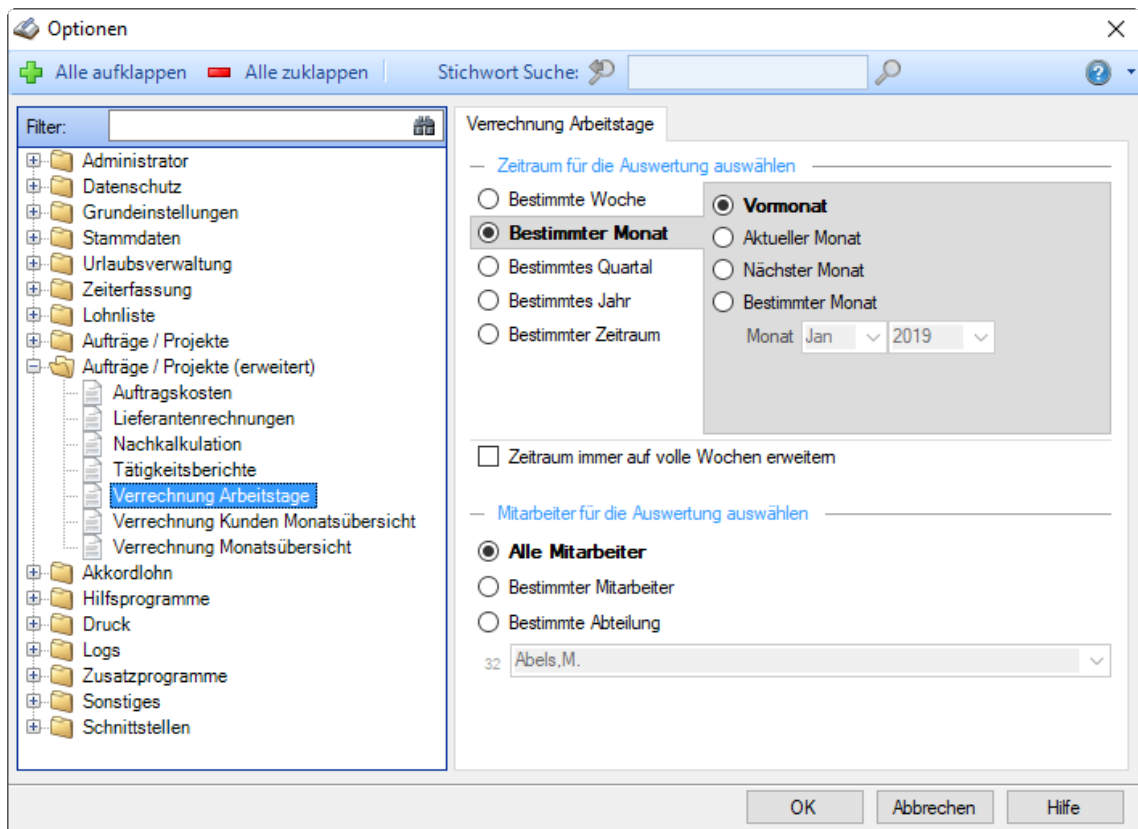 Optionen
Alle aufklappen Alle zuklappen Stichwort Suche:
Filter:
Administrator
Datenschutz
Grundeinstellungen
Stammdaten
Urlaubsverwaltung
Zeiterfassung
Lohnliste
Aufträge / Projekte
Aufträge / Projekte (erweitert)
Auftragskosten
Lieferantenrechnungen
Nachkalkulation
Tätigkeitsberichte
Verrechnung Arbeitstage
Verrechnung Kunden Monatsübersicht
Verrechnung Monatsübersicht
Akkordlohn
Hilfsprogramme
Druck
Logs
Zusatzprogramme
Sonstiges
Schnittstellen
Verrechnung Arbeitstage
Zeitraum für die Auswertung auswählen
Bestimmte Woche
Bestimmter Monat
Bestimmtes Quartal
Bestimmtes Jahr
Bestimmter Zeitraum
Vormonat
Aktueller Monat
Nächster Monat
Bestimmter Monat
Monat Jan 2019
Zeitraum immer auf volle Wochen erweitern
Mitarbeiter für die Auswertung auswählen
Alle Mitarbeiter
Bestimmter Mitarbeiter
Bestimmte Abteilung
32 Abels,M.
OK Abbrechen Hilfe